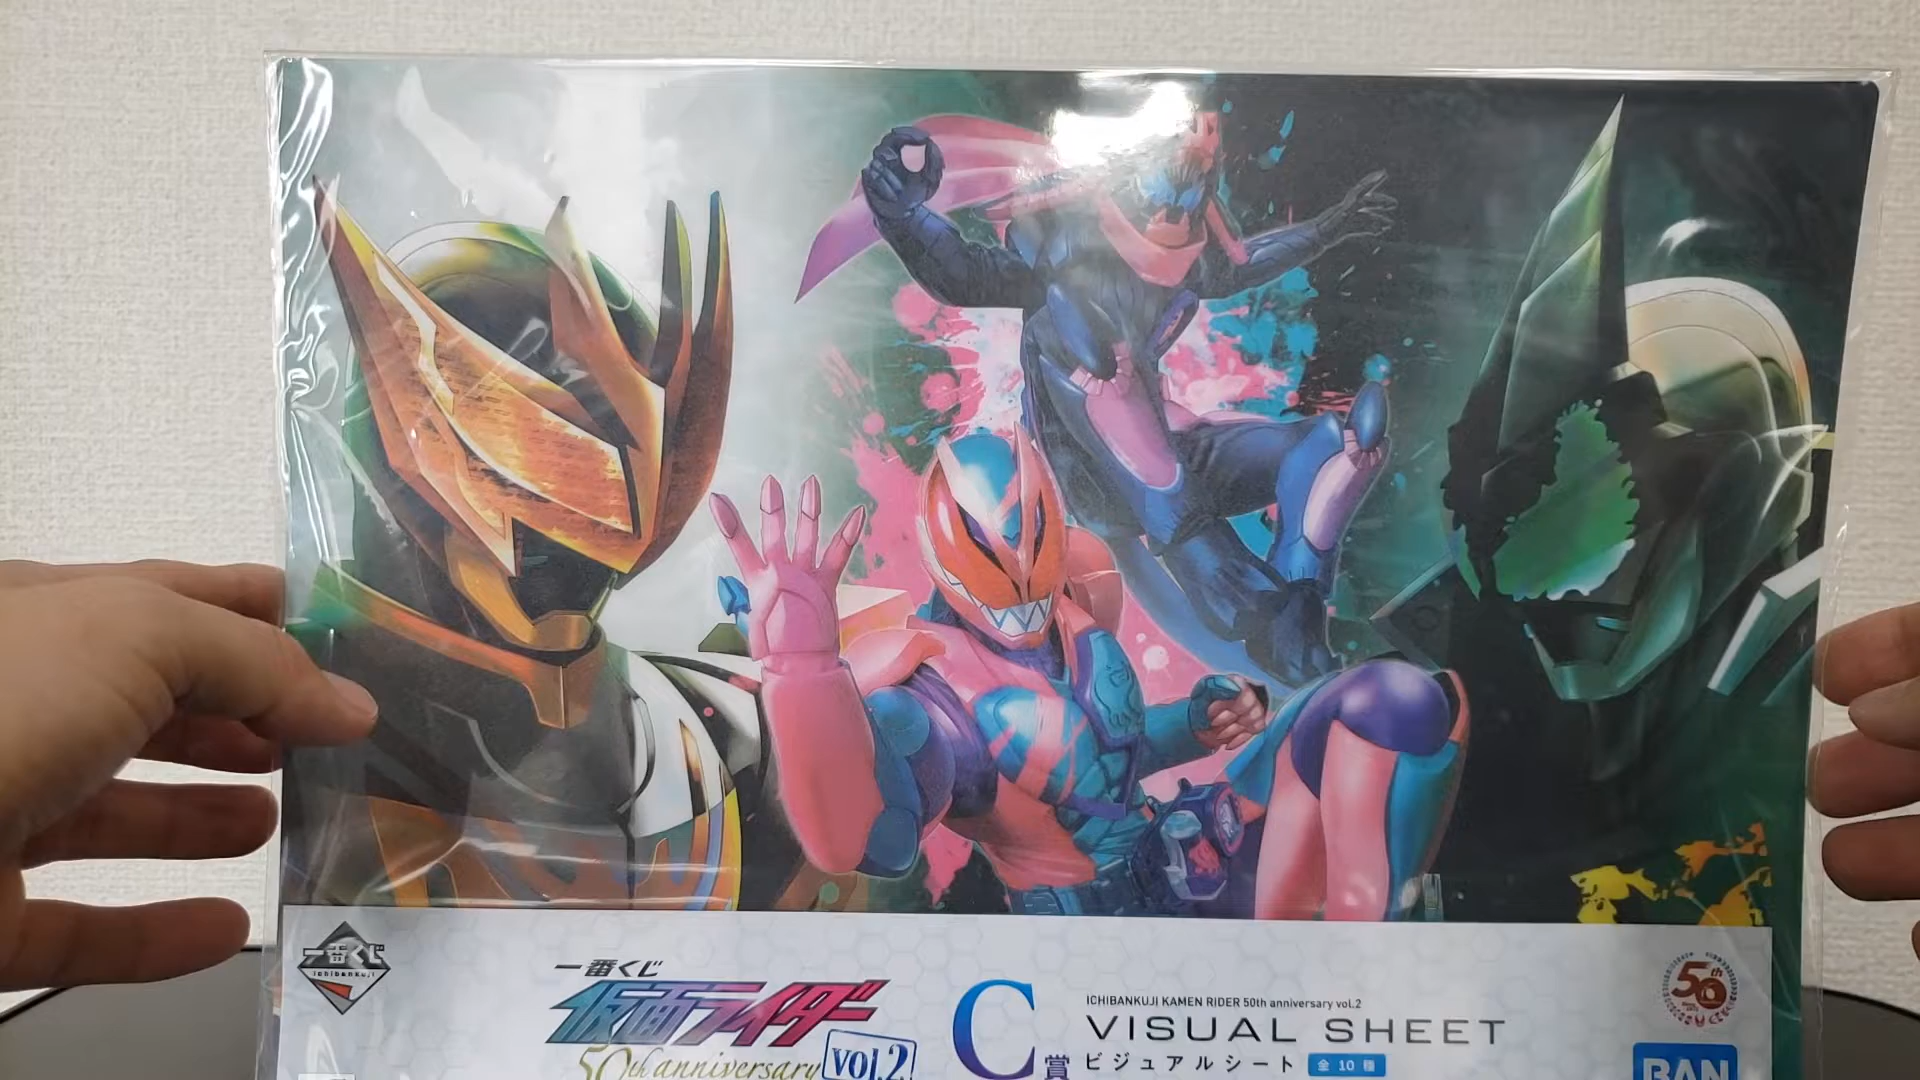 一番くじ
ichibankuji
一番くじ
仮面ライダー
50th anniversary vol.2
C賞
ICHIBANKUJI KAMEN RIDER 50th anniversary vol.2
VISUAL SHEET
ビジュアルシート 全10種
50th
BAN